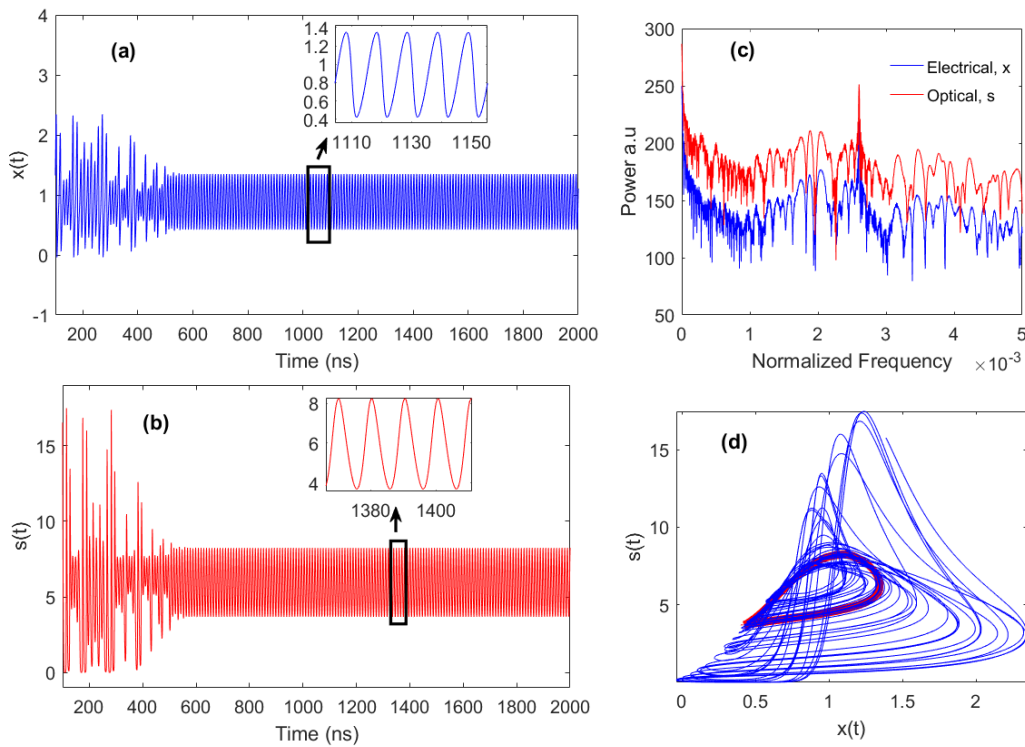 (a)
x(t)
4
3
2
1
0
-1
200 400 600 800 1000 1200 1400 1600 1800 2000
Time (ns)
1.4
1.2
1.0
0.8
0.6
0.4
1110 1130 1150
(b)
s(t)
15
10
5
0
200 400 600 800 1000 1200 1400 1600 1800 2000
Time (ns)
8
6
4
1380 1400
(c)
Power a.u
300
250
200
150
100
50
Electrical, x
Optical, s
0 1 2 3 4 5
Normalized Frequency ×10⁻³
(d)
s(t)
15
10
5
0 0.5 1 1.5 2
x(t)